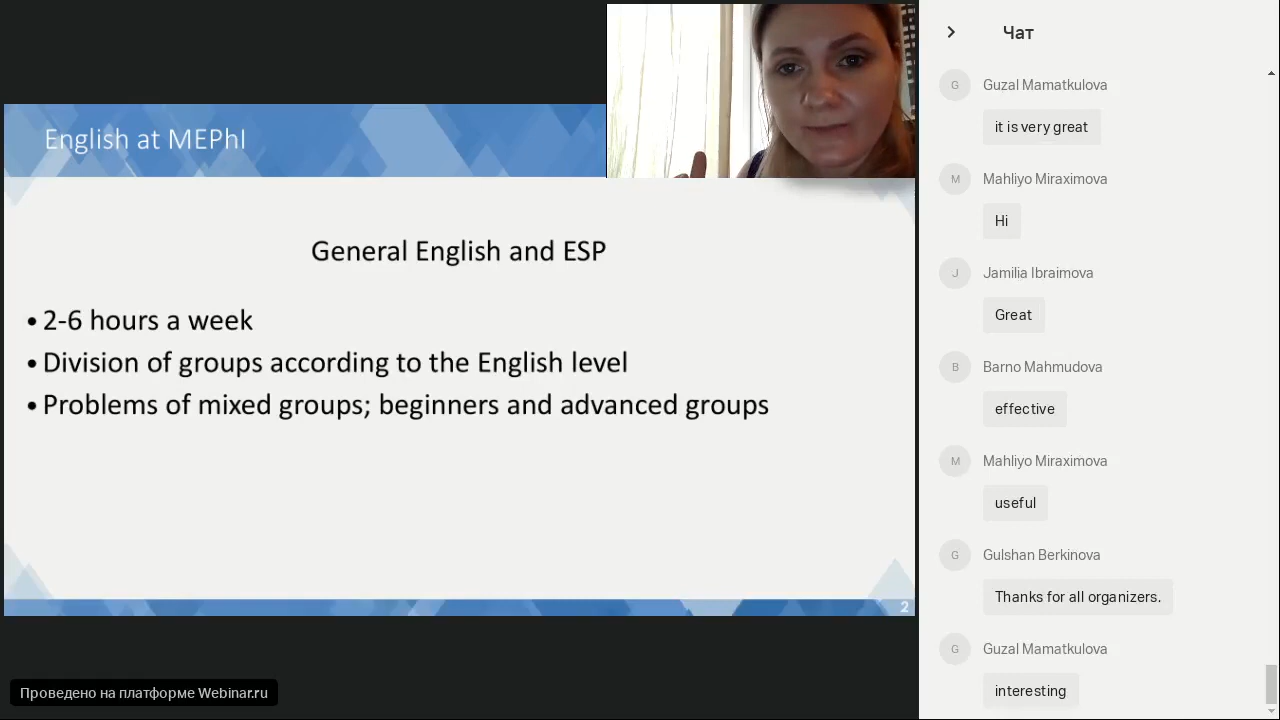 English at MEPhI
General English and ESP
• 2-6 hours a week
• Division of groups according to the English level
• Problems of mixed groups; beginners and advanced groups
2
Проведено на платформе Webinar.ru
Чат
G
Guzal Mamatkulova
it is very great
M
Mahliyo Miraximova
Hi
J
Jamilia Ibraimova
Great
B
Barno Mahmudova
effective
M
Mahliyo Miraximova
useful
G
Gulshan Berkinova
Thanks for all organizers.
G
Guzal Mamatkulova
interesting